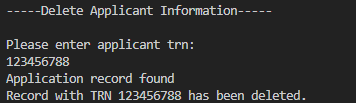 -----Delete Applicant Information-----
Please enter applicant trn:
123456788
Application record found
Record with TRN 123456788 has been deleted.